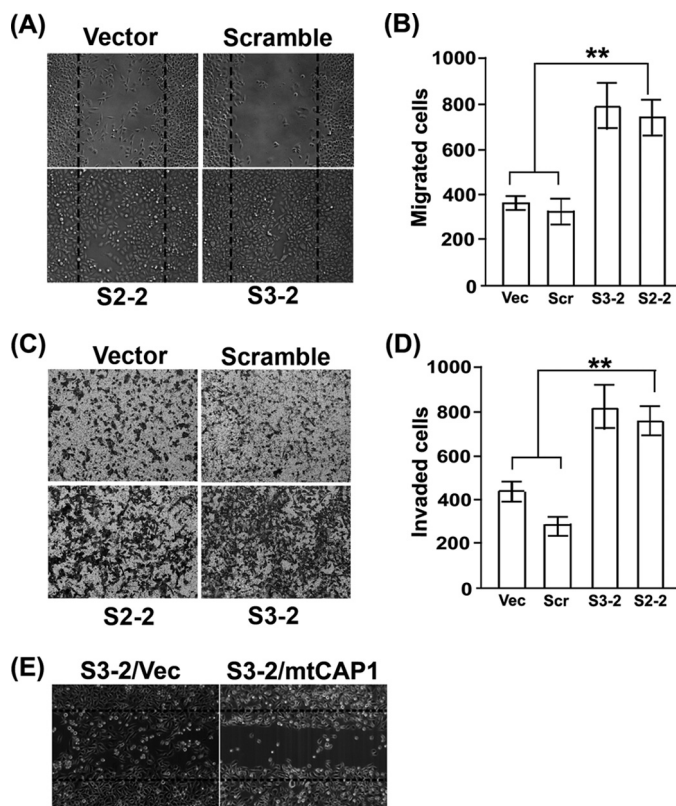 (A)
Vector Scramble
S2-2 S3-2
(B)
Migrated cells
1000
800
600
400
200
0
**
Vec Scr S3-2 S2-2
(C)
Vector Scramble
S2-2 S3-2
(D)
Invaded cells
1000
800
600
400
200
0
**
Vec Scr S3-2 S2-2
(E)
S3-2/Vec S3-2/mtCAP1